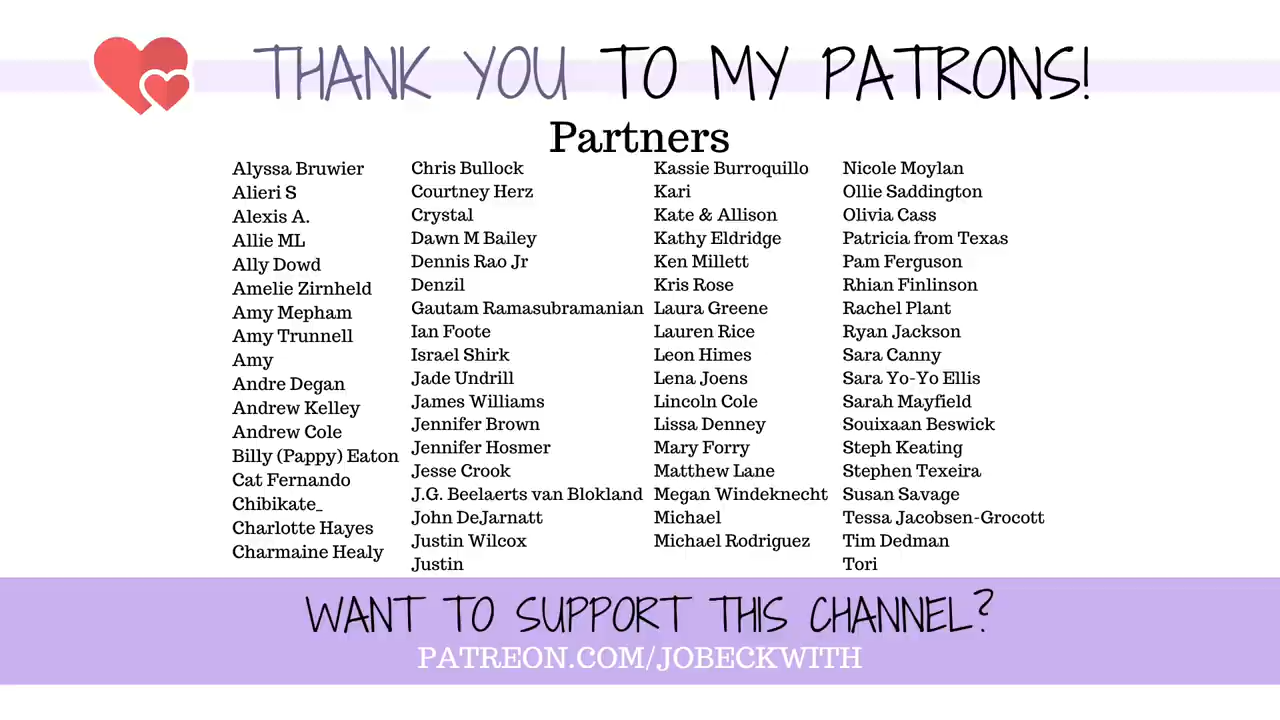 THANK YOU TO MY PATRONS!
Partners
Alyssa Bruwier
Alieri S
Alexis A.
Allie ML
Ally Dowd
Amelie Zirnheld
Amy Mepham
Amy Trunnell
Amy
Andre Degan
Andrew Kelley
Andrew Cole
Billy (Pappy) Eaton
Cat Fernando
Chibikate_
Charlotte Hayes
Charmaine Healy
Chris Bullock
Courtney Herz
Crystal
Dawn M Bailey
Dennis Rao Jr
Denzil
Gautam Ramasubramanian
Ian Foote
Israel Shirk
Jade Undrill
James Williams
Jennifer Brown
Jennifer Hosmer
Jesse Crook
J.G. Beelaerts van Blokland
John DeJarnatt
Justin Wilcox
Justin
Kassie Burroquillo
Kari
Kate & Allison
Kathy Eldridge
Ken Millett
Kris Rose
Laura Greene
Lauren Rice
Leon Himes
Lena Joens
Lincoln Cole
Lissa Denney
Mary Forry
Matthew Lane
Megan Windeknecht
Michael
Michael Rodriguez
Nicole Moylan
Ollie Saddington
Olivia Cass
Patricia from Texas
Pam Ferguson
Rhian Finlinson
Rachel Plant
Ryan Jackson
Sara Canny
Sara Yo-Yo Ellis
Sarah Mayfield
Souixaan Beswick
Steph Keating
Stephen Texeira
Susan Savage
Tessa Jacobsen-Grocott
Tim Dedman
Tori
WANT TO SUPPORT THIS CHANNEL?
PATREON.COM/JOBECKWITH